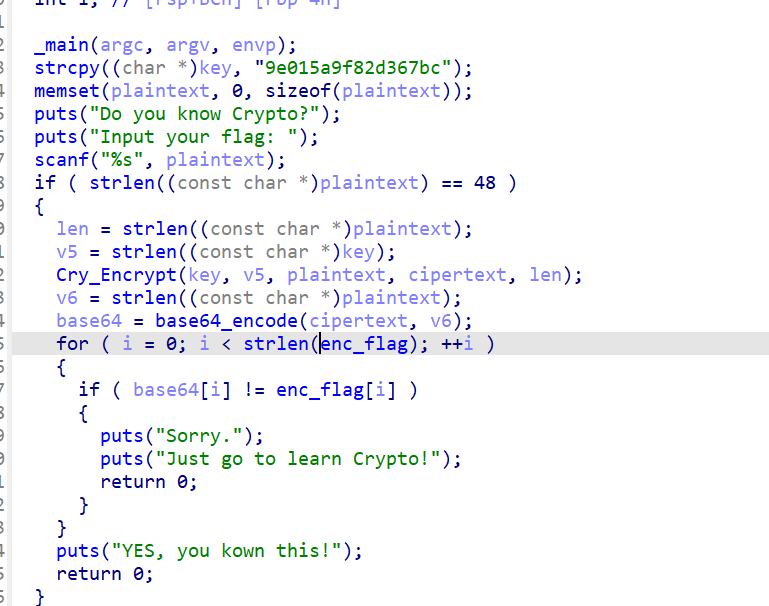 int i; // [rsp+BCh] [rbp-4h]
_main(argc, argv, envp);
strcpy((char *)key, "9e015a9f82d367bc");
memset(plaintext, 0, sizeof(plaintext));
puts("Do you know Crypto?");
puts("Input your flag: ");
scanf("%s", plaintext);
if ( strlen((const char *)plaintext) == 48 )
{
len = strlen((const char *)plaintext);
v5 = strlen((const char *)key);
Cry_Encrypt(key, v5, plaintext, cipertext, len);
v6 = strlen((const char *)plaintext);
base64 = base64_encode(cipertext, v6);
for ( i = 0; i < strlen(enc_flag); ++i )
{
if ( base64[i] != enc_flag[i] )
{
puts("Sorry.");
puts("Just go to learn Crypto!");
return 0;
}
}
puts("YES, you kown this!");
return 0;
}